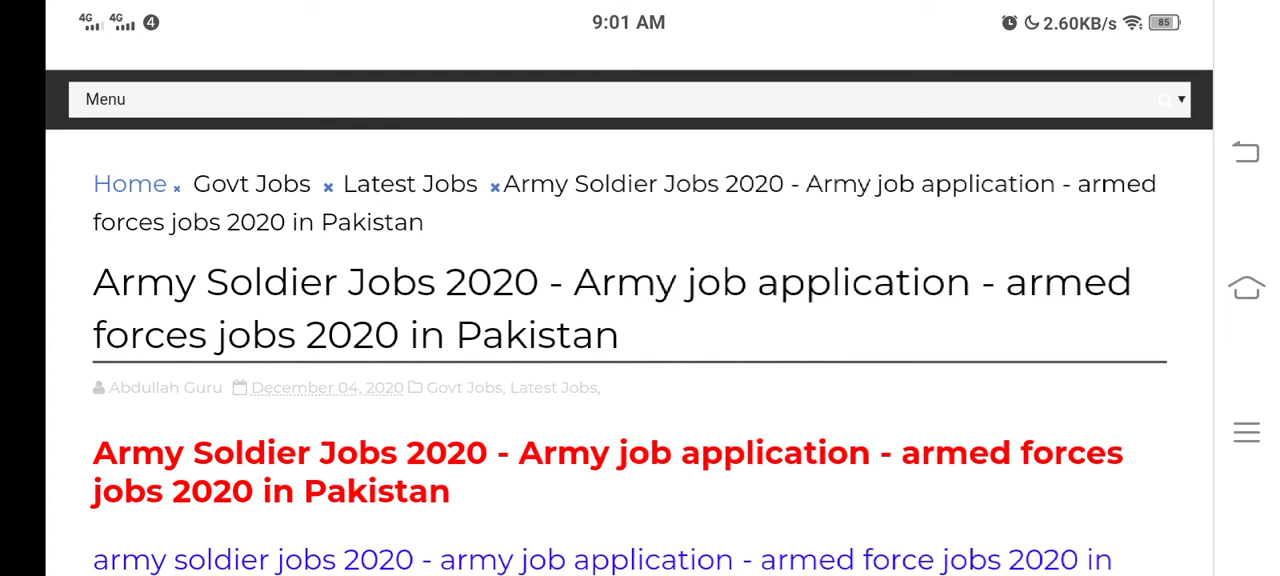 4G 4G 4 9:01 AM 2.60KB/s 85
Menu
Home × Govt Jobs × Latest Jobs × Army Soldier Jobs 2020 - Army job application - armed
forces jobs 2020 in Pakistan
Army Soldier Jobs 2020 - Army job application - armed
forces jobs 2020 in Pakistan
Abdullah Guru December 04, 2020 Govt Jobs, Latest Jobs,
Army Soldier Jobs 2020 - Army job application - armed forces
jobs 2020 in Pakistan
army soldier jobs 2020 - army job application - armed force jobs 2020 in